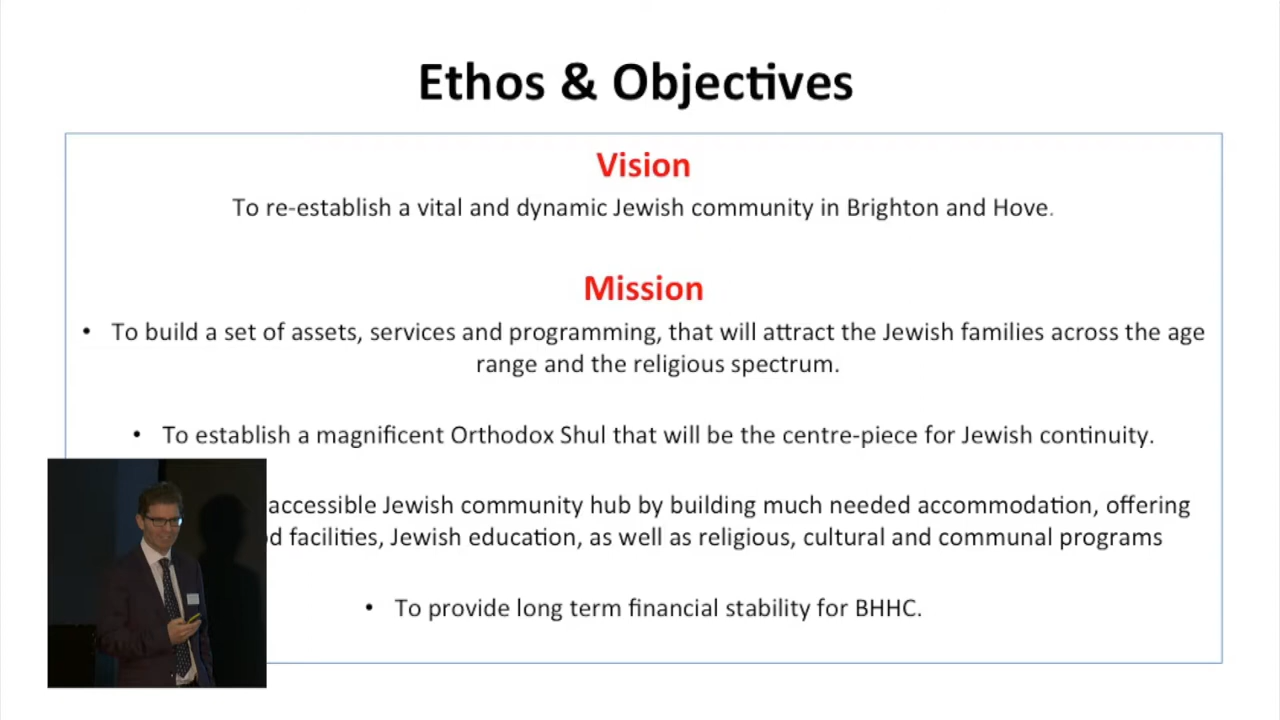 Ethos & Objectives
Vision
To re-establish a vital and dynamic Jewish community in Brighton and Hove.
Mission
• To build a set of assets, services and programming, that will attract the Jewish families across the age
range and the religious spectrum.
• To establish a magnificent Orthodox Shul that will be the centre-piece for Jewish continuity.
accessible Jewish community hub by building much needed accommodation, offering
facilities, Jewish education, as well as religious, cultural and communal programs
• To provide long term financial stability for BHHC.